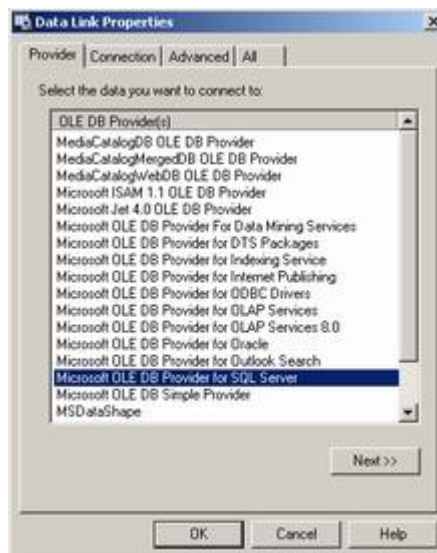 Data Link Properties
Provider Connection Advanced All
Select the data you want to connect to:
OLE DB Provider(s)
MediaCatalogDB OLE DB Provider
MediaCatalogMergedDB OLE DB Provider
MediaCatalogWebDB OLE DB Provider
Microsoft ISAM 1.1 OLE DB Provider
Microsoft Jet 4.0 OLE DB Provider
Microsoft OLE DB Provider For Data Mining Services
Microsoft OLE DB Provider for DTS Packages
Microsoft OLE DB Provider for Indexing Service
Microsoft OLE DB Provider for Internet Publishing
Microsoft OLE DB Provider for ODBC Drivers
Microsoft OLE DB Provider for OLAP Services
Microsoft OLE DB Provider for OLAP Services 8.0
Microsoft OLE DB Provider for Oracle
Microsoft OLE DB Provider for Outlook Search
Microsoft OLE DB Provider for SQL Server
Microsoft OLE DB Simple Provider
MSDataShape
Next >>
OK Cancel Help